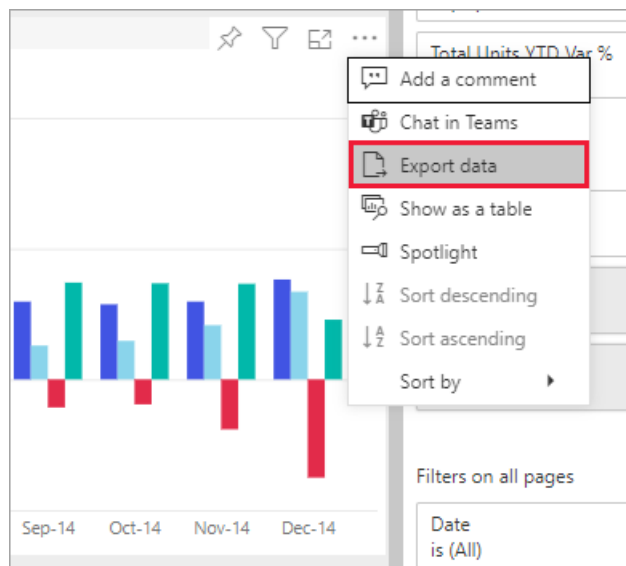 Total Units YTD Var %
Add a comment
Chat in Teams
Export data
Show as a table
Spotlight
Sort descending
Sort ascending
Sort by
Sep-14 Oct-14 Nov-14 Dec-14
Filters on all pages
Date
is (All)